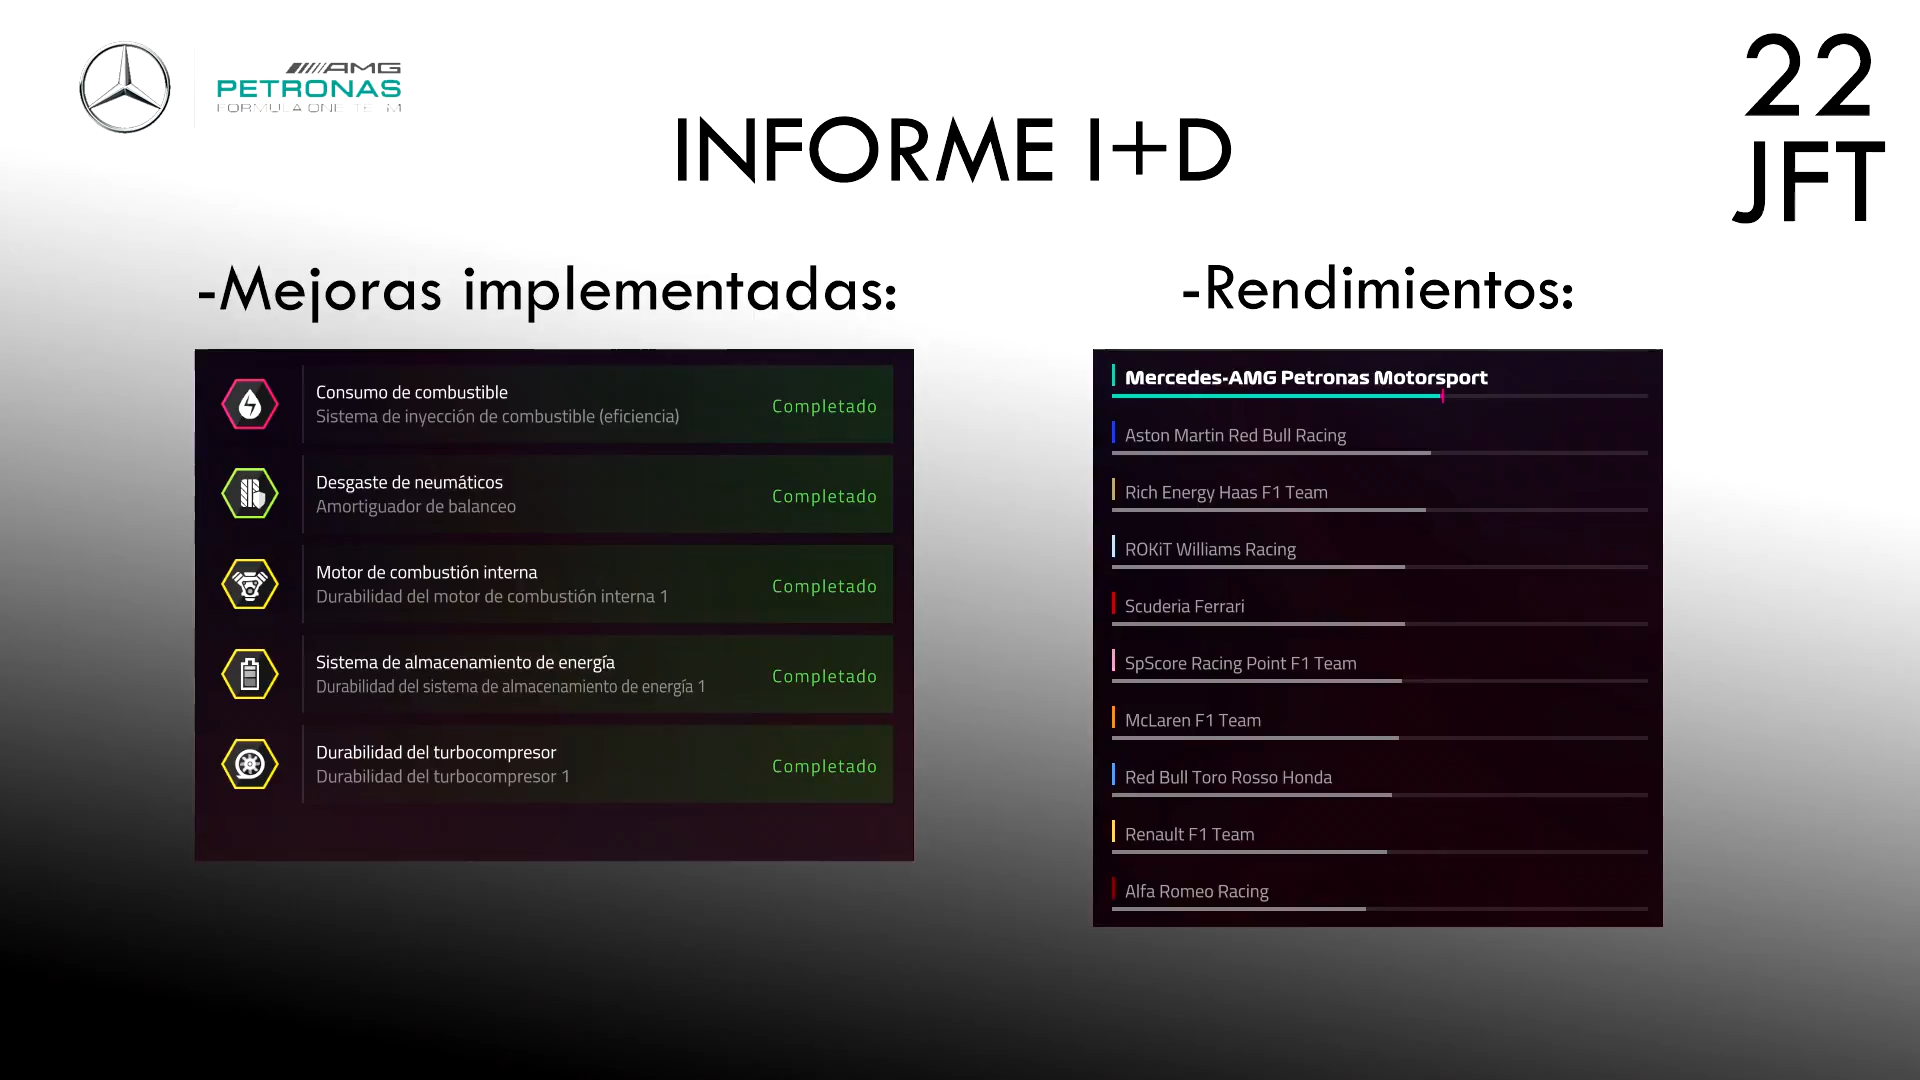 AMG
PETRONAS
FORMULA ONE TEAM
22
JFT
INFORME I+D
-Mejoras implementadas:
Consumo de combustible
Sistema de inyección de combustible (eficiencia)
Completado
Desgaste de neumáticos
Amortiguador de balanceo
Completado
Motor de combustión interna
Durabilidad del motor de combustión interna 1
Completado
Sistema de almacenamiento de energía
Durabilidad del sistema de almacenamiento de energía 1
Completado
Durabilidad del turbocompresor
Durabilidad del turbocompresor 1
Completado
-Rendimientos:
Mercedes-AMG Petronas Motorsport
Aston Martin Red Bull Racing
Rich Energy Haas F1 Team
ROKiT Williams Racing
Scuderia Ferrari
SpScore Racing Point F1 Team
McLaren F1 Team
Red Bull Toro Rosso Honda
Renault F1 Team
Alfa Romeo Racing